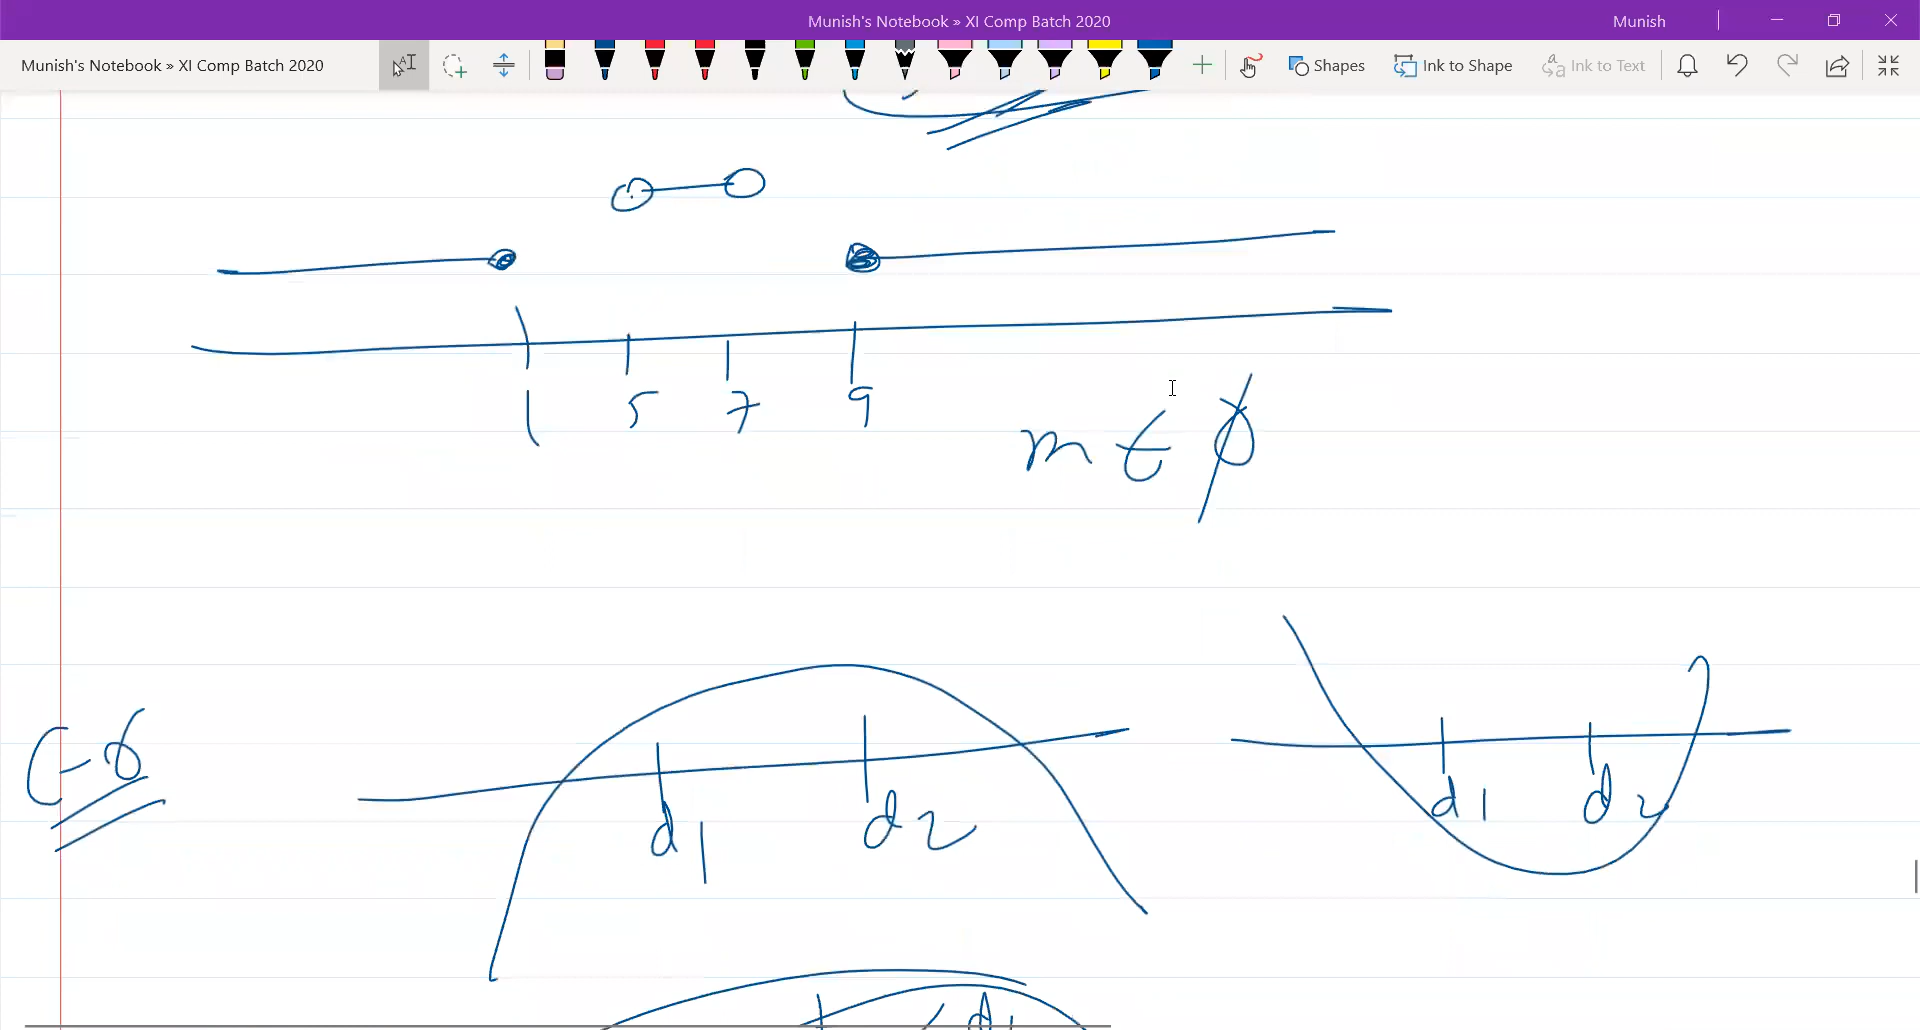 Munish's Notebook » XI Comp Batch 2020
Munish
Munish's Notebook » XI Comp Batch 2020
Shapes
Ink to Shape
Ink to Text
1 5 7 9
m ∈ ϕ
C-6
d1 d2
d1 d2
d1